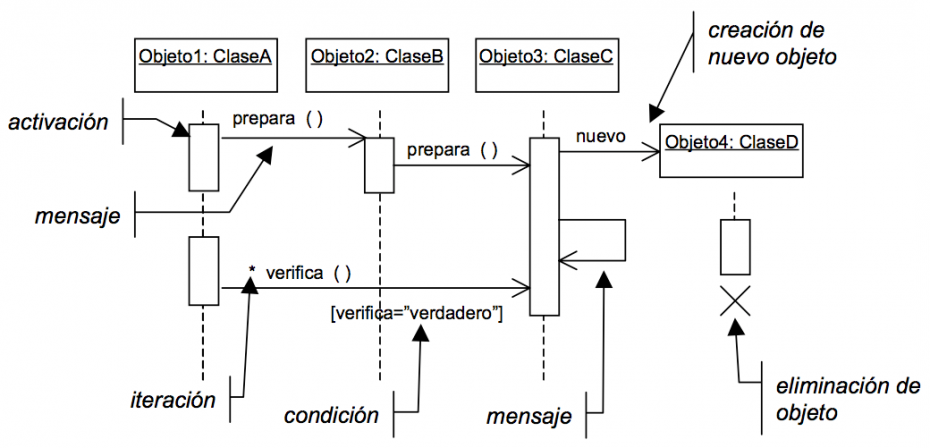 creación de
nuevo objeto
Objeto1: ClaseA
Objeto2: ClaseB
Objeto3: ClaseC
activación
prepara ( )
nuevo
Objeto4: ClaseD
prepara ( )
mensaje
* verifica ( )
[verifica=”verdadero”]
iteración
condición
mensaje
eliminación de
objeto